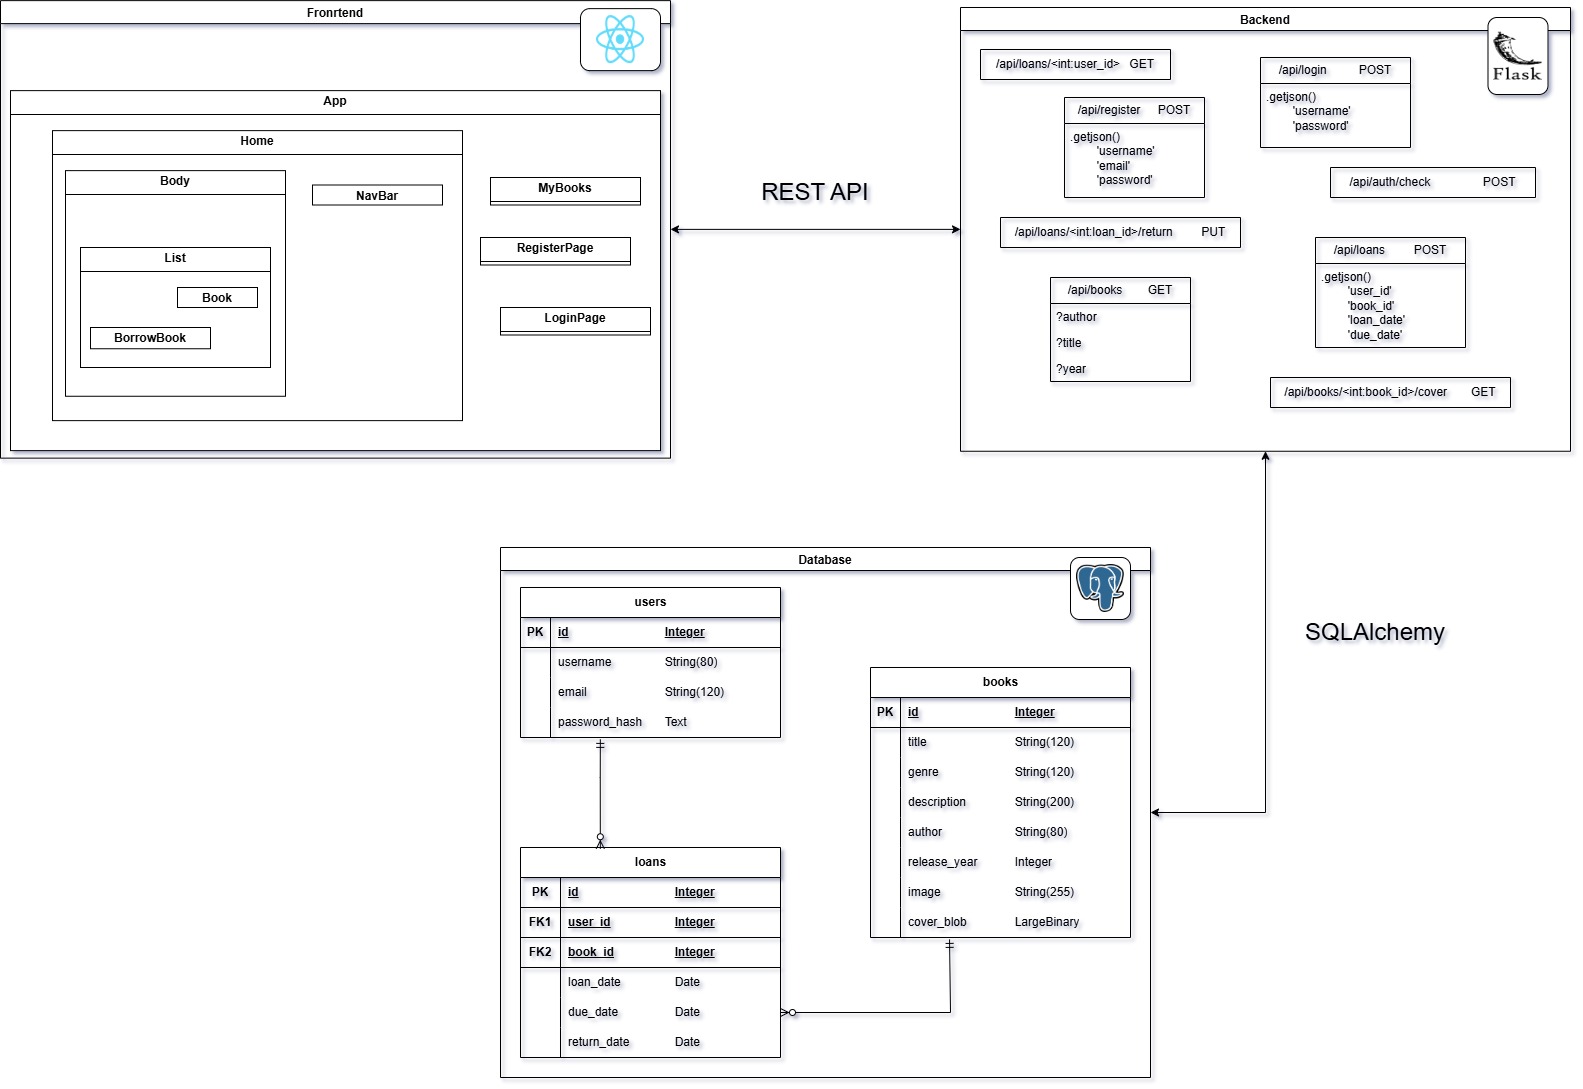 Fronrtend
App
Home
Body
NavBar
List
Book
BorrowBook
MyBooks
RegisterPage
LoginPage
REST API
Backend
Flask
/api/loans/<int:user_id> GET
/api/login POST
.getjson()
'username'
'password'
/api/register POST
.getjson()
'username'
'email'
'password'
/api/auth/check POST
/api/loans/<int:loan_id>/return PUT
/api/loans POST
.getjson()
'user_id'
'book_id'
'loan_date'
'due_date'
/api/books GET
?author
?title
?year
/api/books/<int:book_id>/cover GET
SQLAlchemy
Database
users
PK id Integer
username String(80)
email String(120)
password_hash Text
books
PK id Integer
title String(120)
genre String(120)
description String(200)
author String(80)
release_year Integer
image String(255)
cover_blob LargeBinary
loans
PK id Integer
FK1 user_id Integer
FK2 book_id Integer
loan_date Date
due_date Date
return_date Date